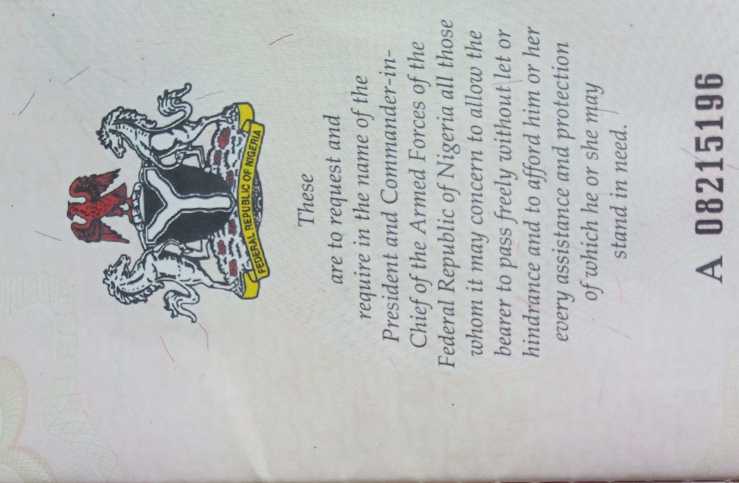 FEDERAL REPUBLIC OF NIGERIA
These
are to request and
require in the name of the
President and Commander-in-
Chief of the Armed Forces of the
Federal Republic of Nigeria all those
whom it may concern to allow the
bearer to pass freely without let or
hindrance and to afford him or her
every assistance and protection
of which he or she may
stand in need.
A 08215196